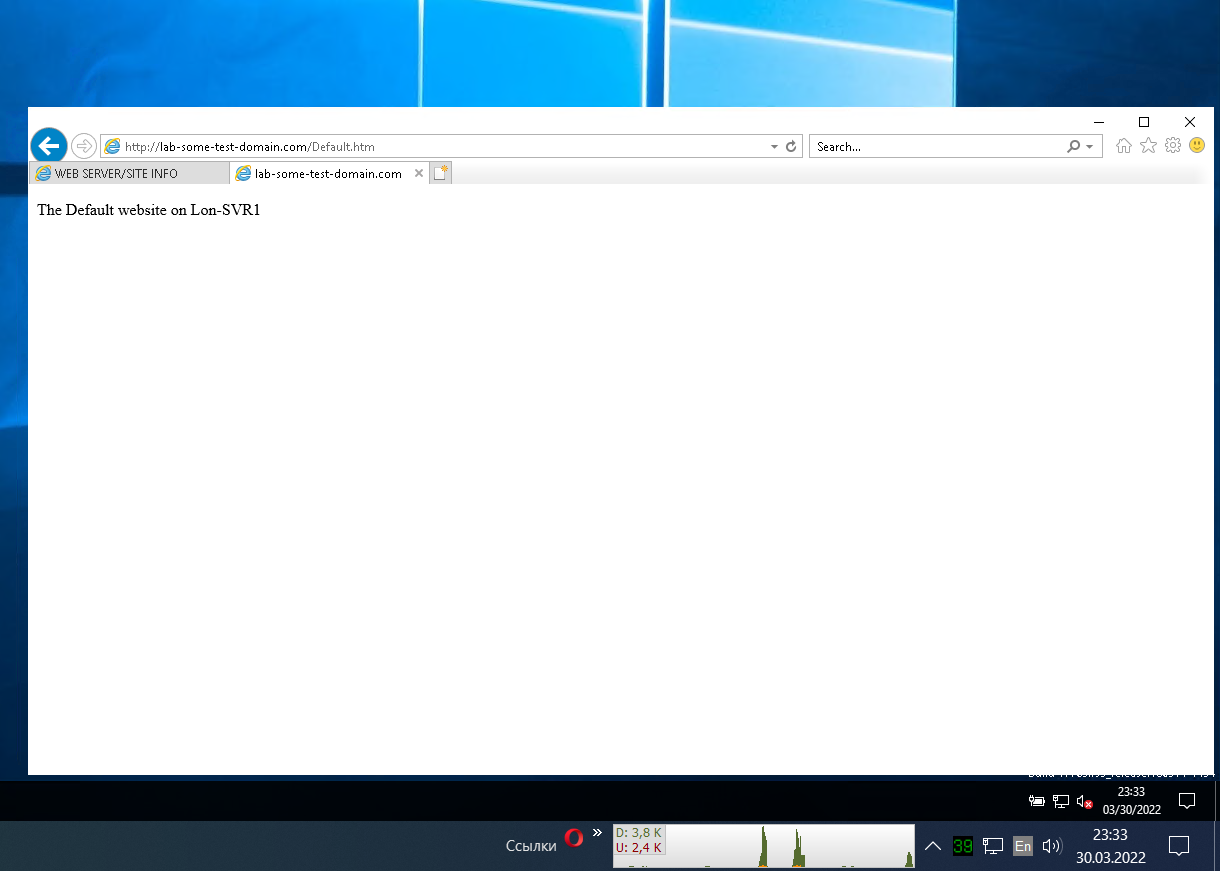 http://lab-some-test-domain.com/Default.htm
Search...
WEB SERVER/SITE INFO
lab-some-test-domain.com
The Default website on Lon-SVR1
23:33
03/30/2022
Ссылки
»
D: 3,8 K
U: 2,4 K
39
En
23:33
30.03.2022